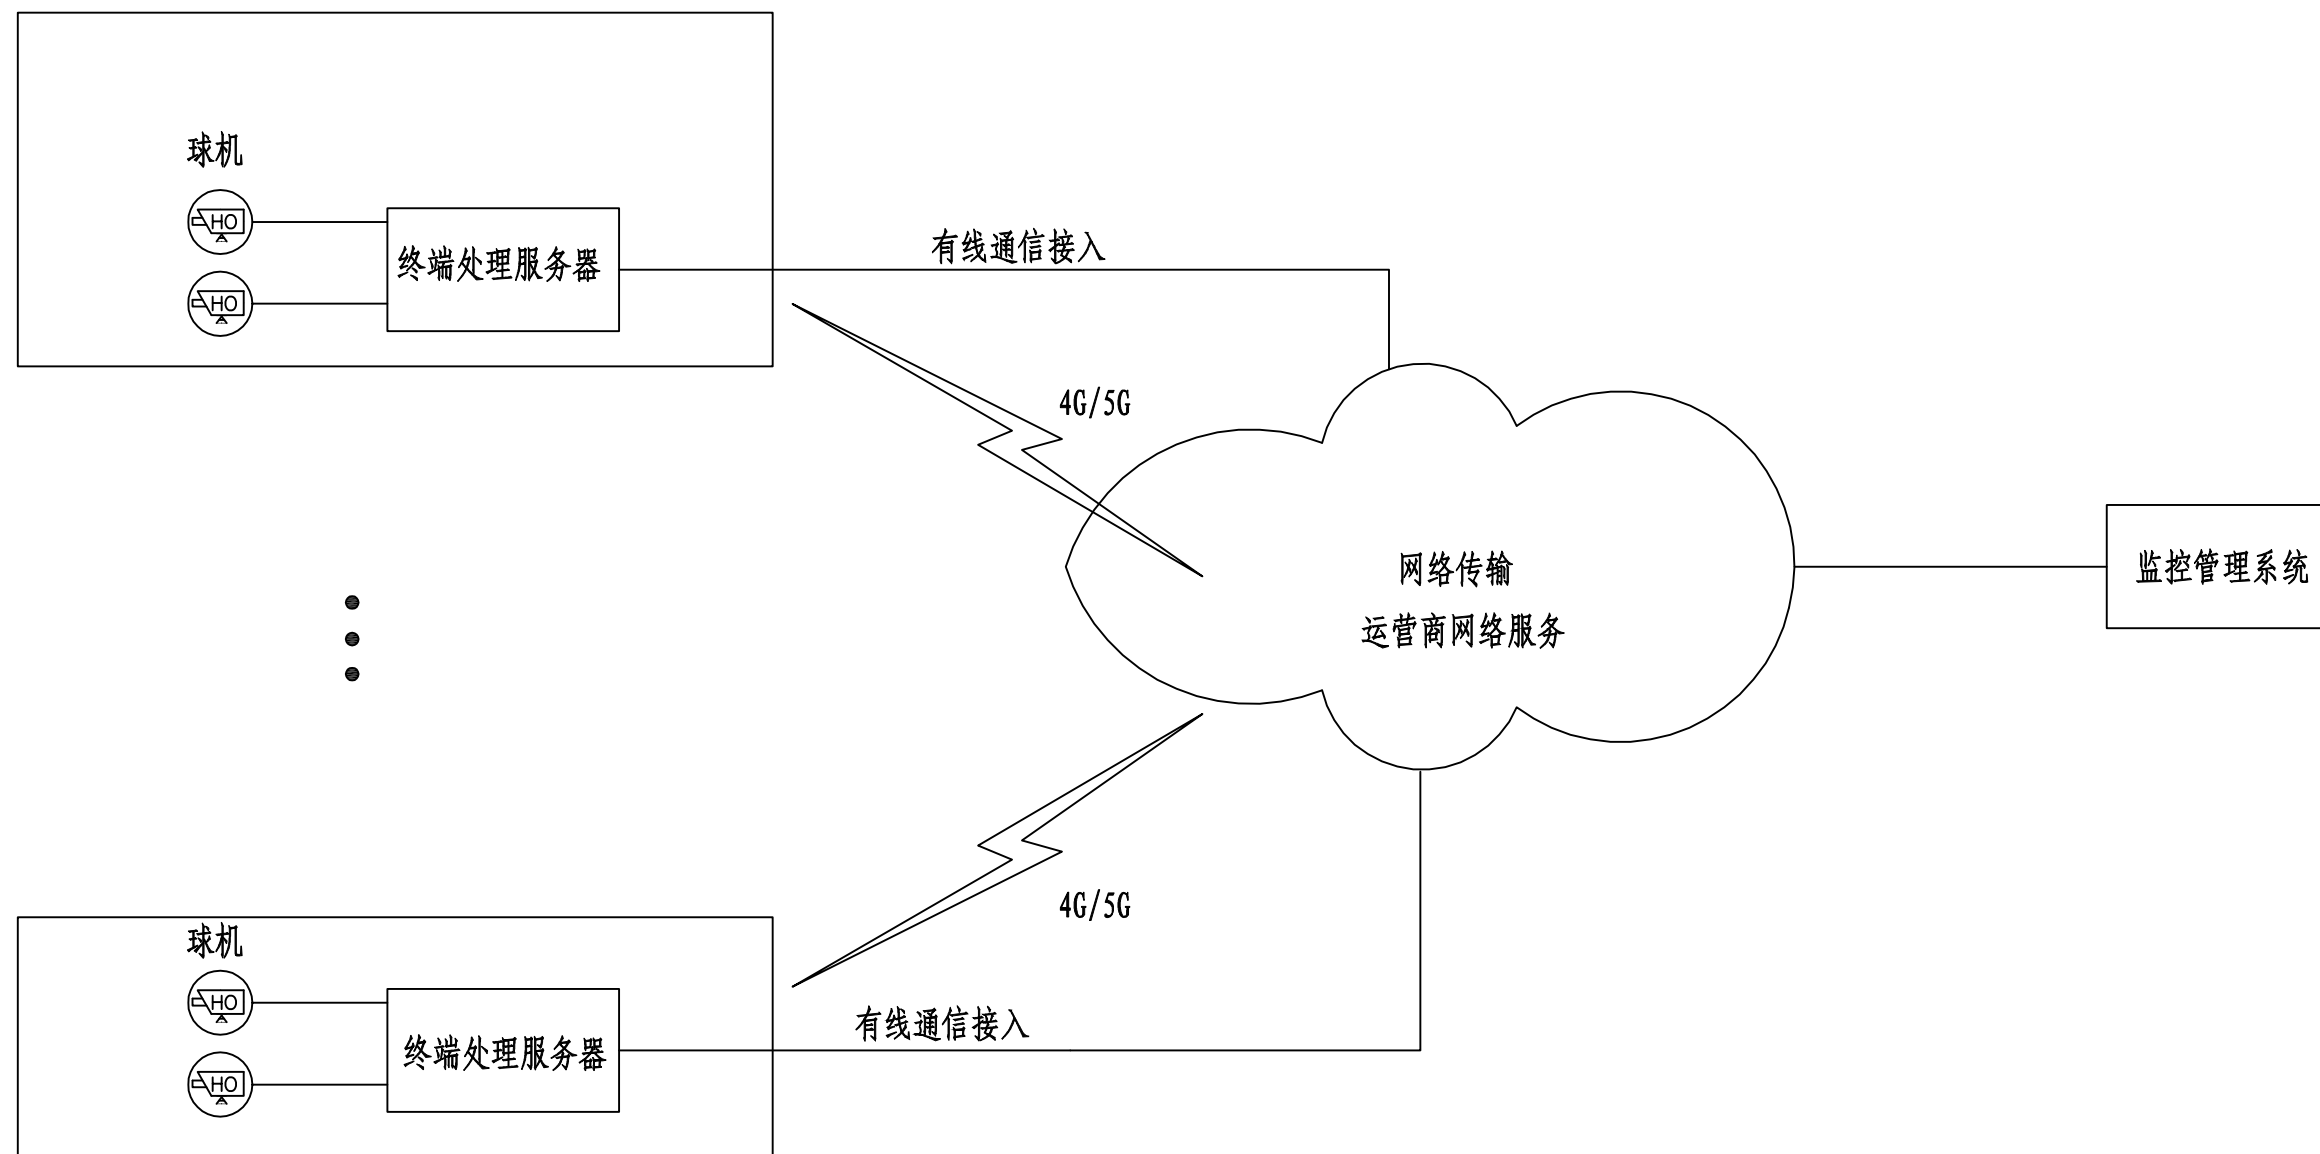 球机
HO
HO
终端处理服务器
有线通信接入
4G/5G
网络传输
运营商网络服务
监控管理系统
4G/5G
球机
HO
HO
终端处理服务器
有线通信接入